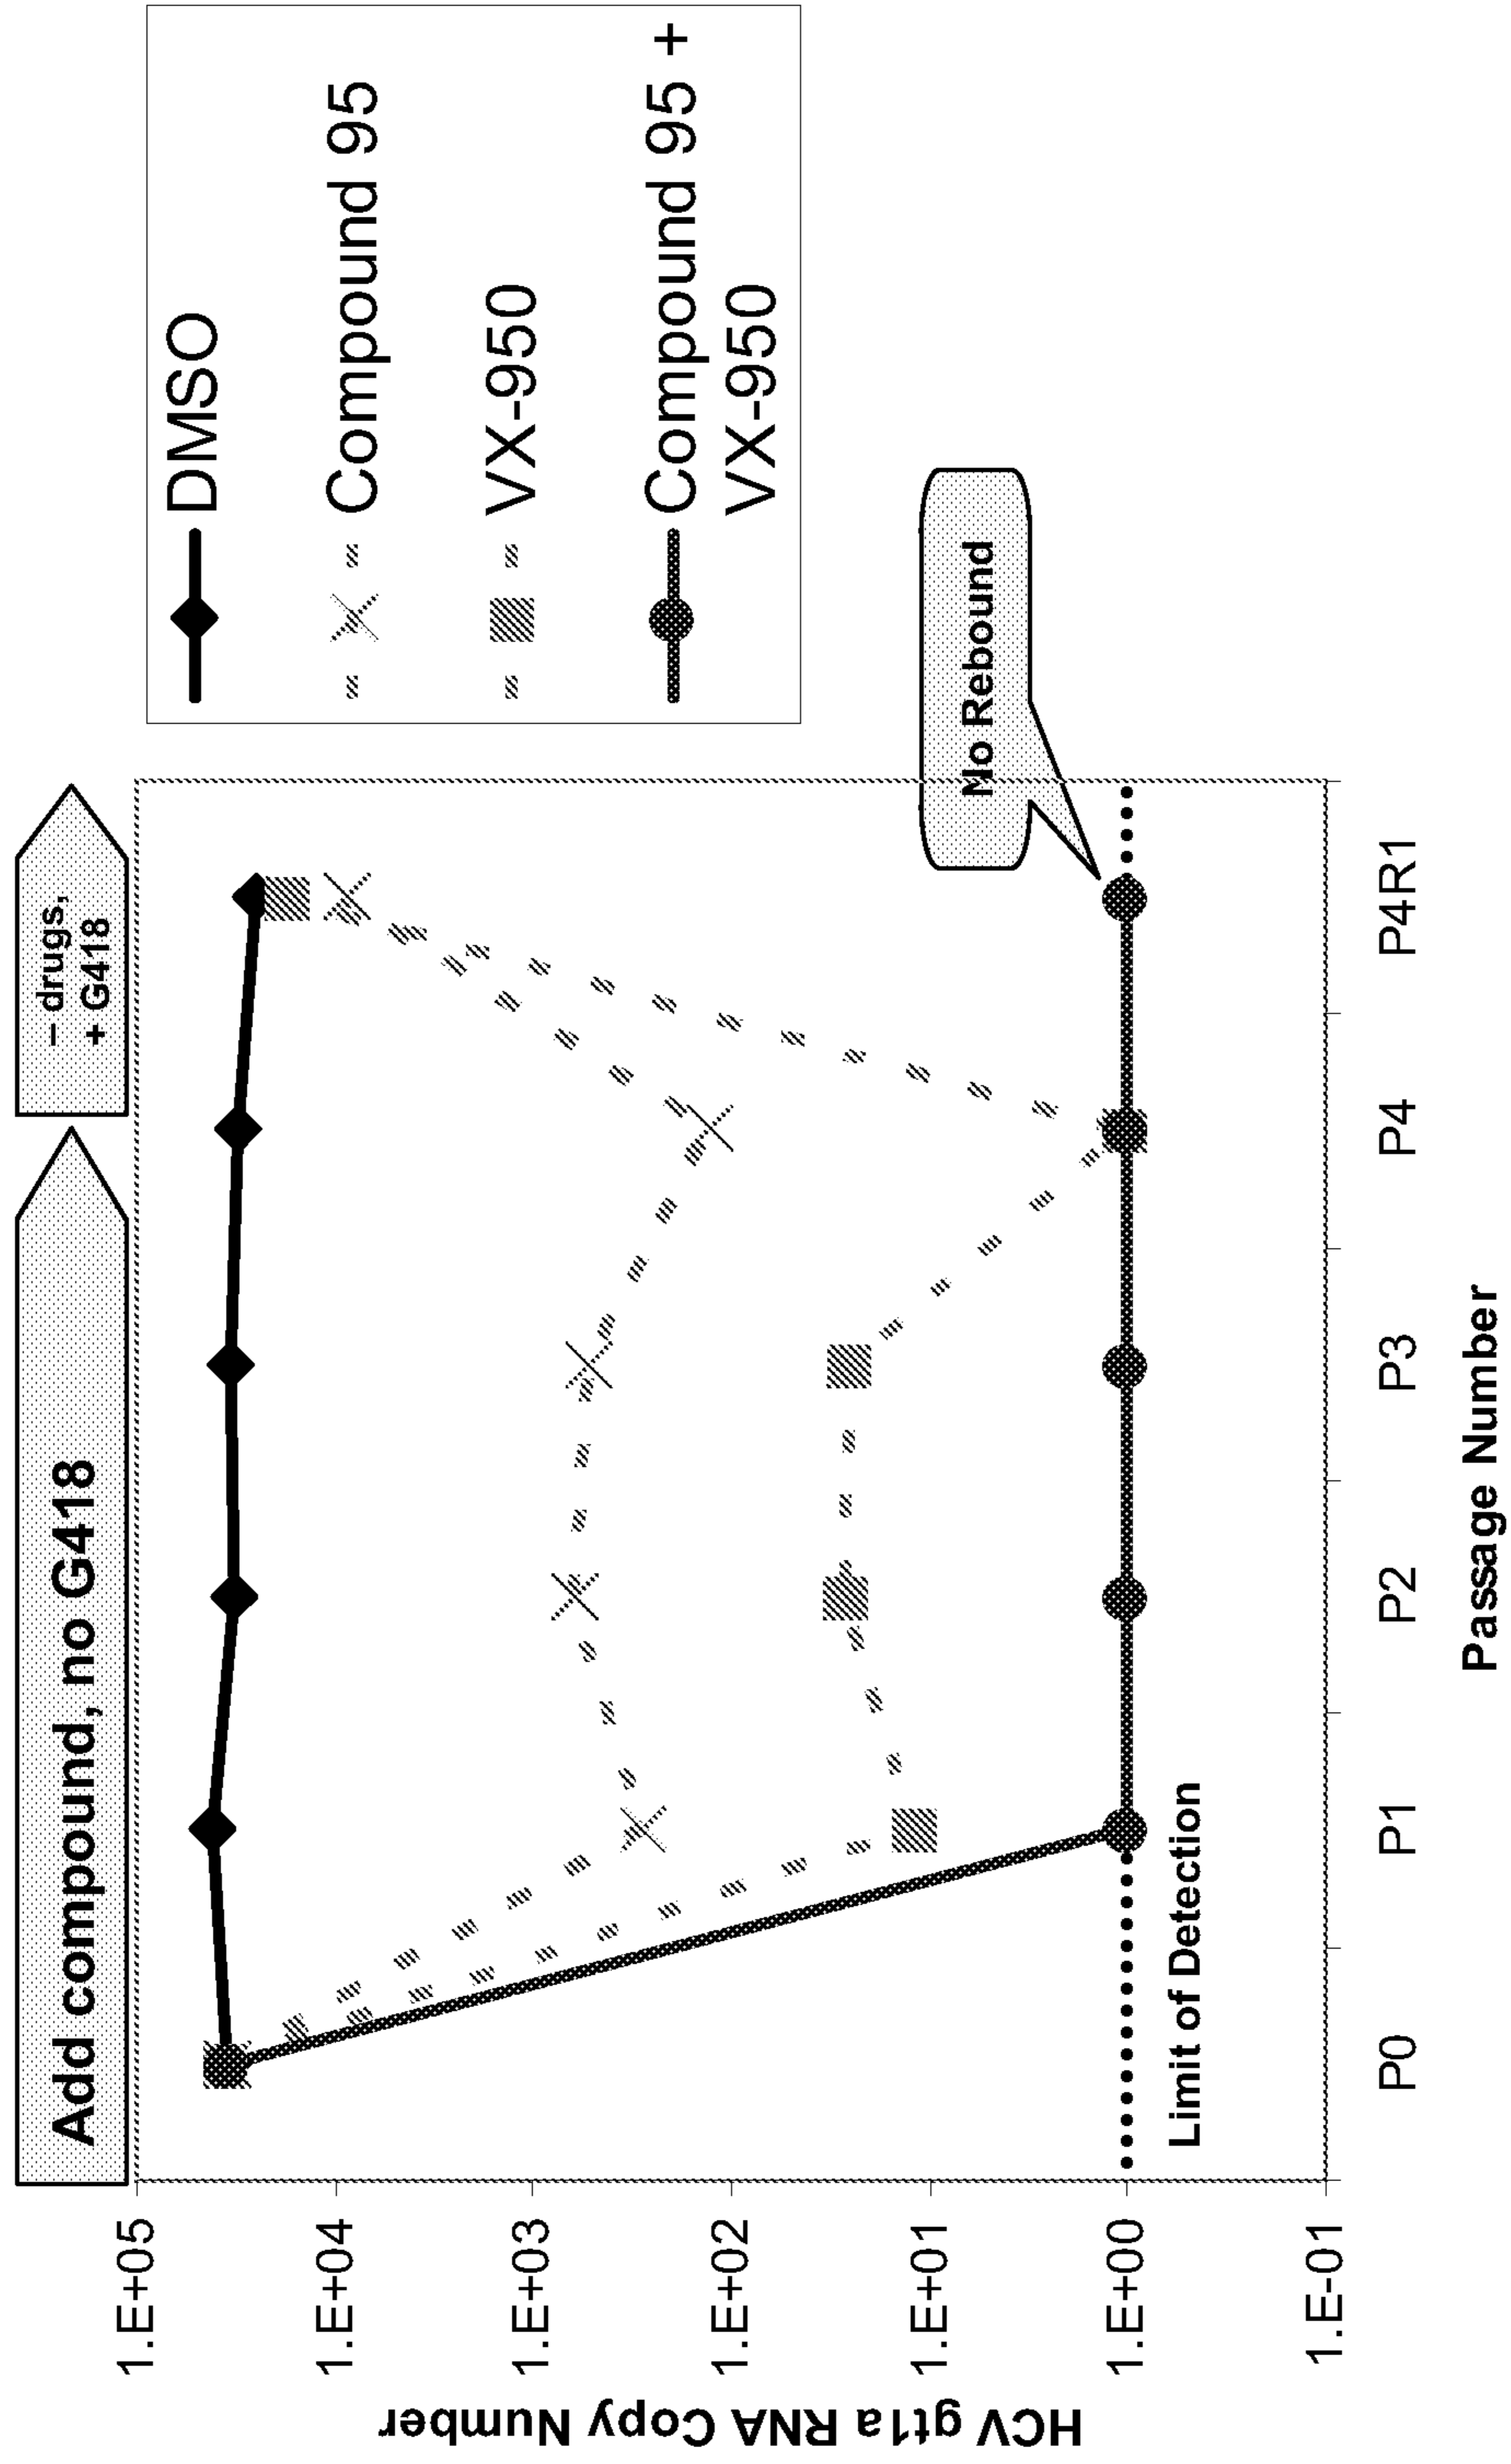 Add compound, no G418
– drugs,
+ G418
1.E+05
1.E+04
1.E+03
1.E+02
1.E+01
1.E+00
1.E-01
HCV gt1a RNA Copy Number
Limit of Detection
No Rebound
P0
P1
P2
P3
P4
P4R1
Passage Number
DMSO
Compound 95
VX-950
Compound 95 +
VX-950